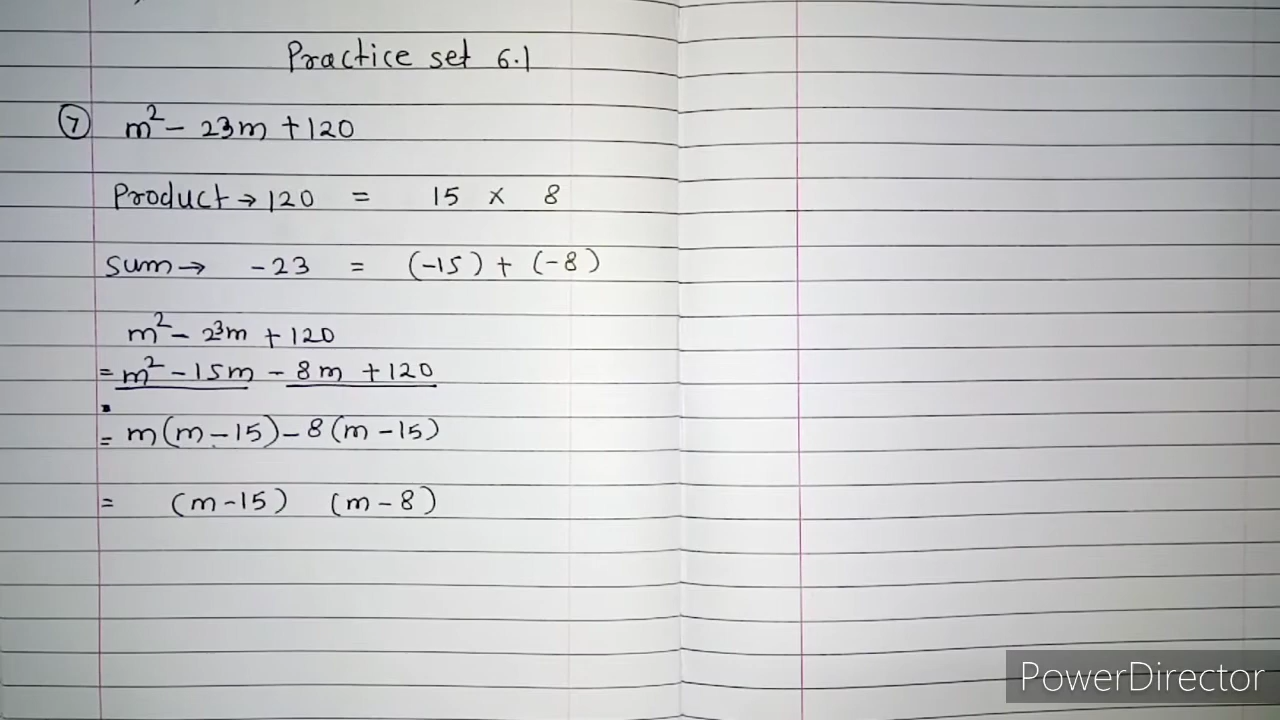 Practice set 6.1
⑦ m² - 23m + 120
Product → 120 = 15 × 8
Sum → -23 = (-15) + (-8)
m² - 23m + 120
= m² - 15m - 8m + 120
= m(m - 15) - 8(m - 15)
= (m - 15) (m - 8)
PowerDirector